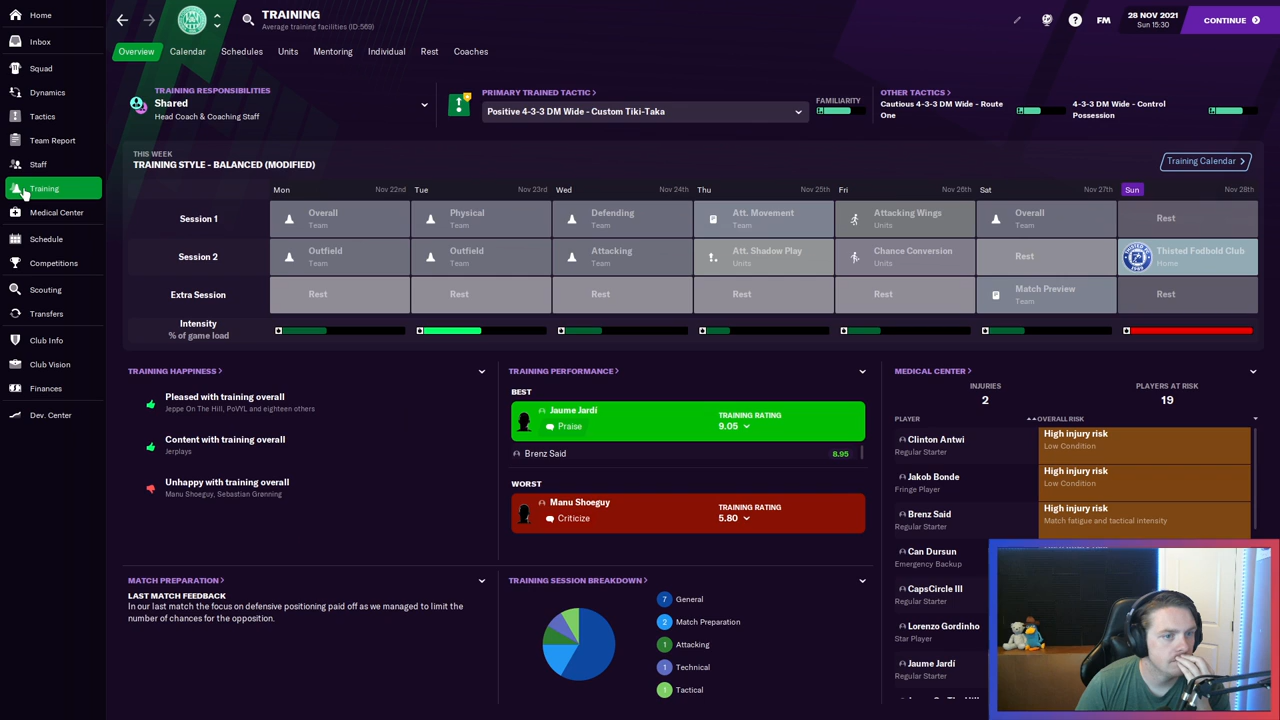 Home
Inbox
Squad
Dynamics
Tactics
Team Report
Staff
Training
Medical Center
Schedule
Competitions
Scouting
Transfers
Club Info
Club Vision
Finances
Dev. Center
TRAINING
Average training facilities (ID:569)
FM
28 NOV 2021
Sun 15:30
CONTINUE
Overview
Calendar
Schedules
Units
Mentoring
Individual
Rest
Coaches
TRAINING RESPONSIBILITIES
Shared
Head Coach & Coaching Staff
PRIMARY TRAINED TACTIC
Positive 4-3-3 DM Wide - Custom Tiki-Taka
FAMILIARITY
OTHER TACTICS
Cautious 4-3-3 DM Wide - Route One
4-3-3 DM Wide - Control Possession
THIS WEEK
TRAINING STYLE - BALANCED (MODIFIED)
Training Calendar
Mon Nov 22nd
Tue Nov 23rd
Wed Nov 24th
Thu Nov 25th
Fri Nov 26th
Sat Nov 27th
Sun Nov 28th
Session 1
Overall
Team
Physical
Team
Defending
Team
Att. Movement
Team
Attacking Wings
Units
Overall
Team
Rest
Session 2
Outfield
Team
Outfield
Team
Attacking
Team
Att. Shadow Play
Units
Chance Conversion
Units
Rest
Thisted Fodbold Club
Home
Extra Session
Rest
Rest
Rest
Rest
Rest
Match Preview
Team
Rest
Intensity
% of game load
TRAINING HAPPINESS
Pleased with training overall
Jeppe On The Hill, PoVYL and eighteen others
Content with training overall
Jerplays
Unhappy with training overall
Manu Shoeguy, Sebastian Grønning
TRAINING PERFORMANCE
BEST
Jaume Jardí
Praise
TRAINING RATING
9.05
Brenz Said
8.95
WORST
Manu Shoeguy
Criticize
TRAINING RATING
5.80
MEDICAL CENTER
INJURIES
2
PLAYERS AT RISK
19
PLAYER
OVERALL RISK
Clinton Antwi
Regular Starter
High injury risk
Low Condition
Jakob Bonde
Fringe Player
High injury risk
Low Condition
Brenz Said
Regular Starter
High injury risk
Match fatigue and tactical intensity
Can Dursun
Emergency Backup
CapsCircle III
Regular Starter
Lorenzo Gordinho
Star Player
Jaume Jardí
Regular Starter
MATCH PREPARATION
LAST MATCH FEEDBACK
In our last match the focus on defensive positioning paid off as we managed to limit the
number of chances for the opposition.
TRAINING SESSION BREAKDOWN
7 General
2 Match Preparation
1 Attacking
1 Technical
1 Tactical